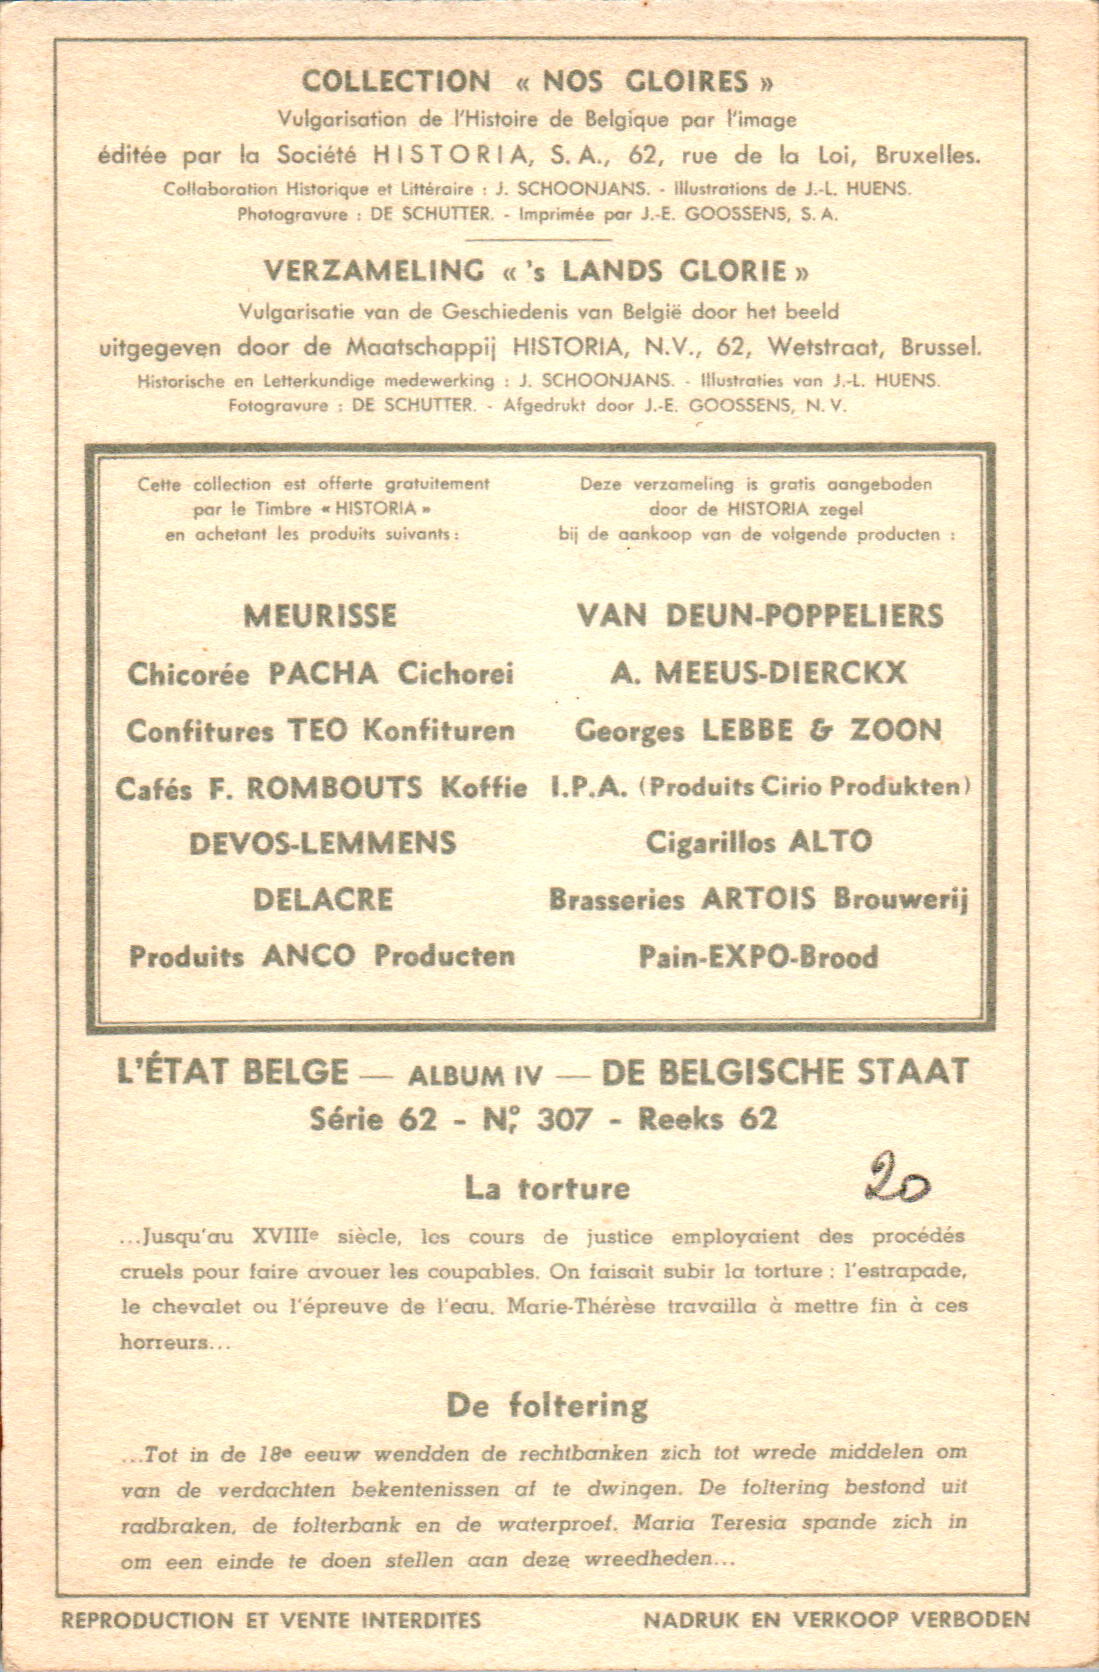 COLLECTION « NOS GLOIRES »
Vulgarisation de l'Histoire de Belgique par l'image
éditée par la Société HISTORIA, S.A., 62, rue de la Loi, Bruxelles.
Collaboration Historique et Littéraire : J. SCHOONJANS. - Illustrations de J.-L. HUENS.
Photogravure : DE SCHUTTER. - Imprimée par J.-E. GOOSSENS, S. A.
VERZAMELING « 's LANDS GLORIE »
Vulgarisatie van de Geschiedenis van België door het beeld
uitgegeven door de Maatschappij HISTORIA, N.V., 62, Wetstraat, Brussel.
Historische en Letterkundige medewerking : J. SCHOONJANS. - Illustraties van J.-L. HUENS.
Fotogravure : DE SCHUTTER. - Afgedrukt door J.-E. GOOSSENS, N. V.
Cette collection est offerte gratuitement
par le Timbre « HISTORIA »
en achetant les produits suivants :
MEURISSE
Chicorée PACHA Cichorei
Confitures TEO Konfituren
Cafés F. ROMBOUTS Koffie
DEVOS-LEMMENS
DELACRE
Produits ANCO Producten
Deze verzameling is gratis aangeboden
door de HISTORIA zegel
bij de aankoop van de volgende producten :
VAN DEUN-POPPELIERS
A. MEEUS-DIERCKX
Georges LEBBE & ZOON
I.P.A. (Produits Cirio Produkten)
Cigarillos ALTO
Brasseries ARTOIS Brouwerij
Pain-EXPO-Brood
L'ÉTAT BELGE — ALBUM IV — DE BELGISCHE STAAT
Série 62 - N° 307 - Reeks 62
La torture
20
...Jusqu'au XVIIIe siècle, les cours de justice employaient des procédés
cruels pour faire avouer les coupables. On faisait subir la torture : l'estrapade,
le chevalet ou l'épreuve de l'eau. Marie-Thérèse travailla à mettre fin à ces
horreurs...
De foltering
...Tot in de 18e eeuw wendden de rechtbanken zich tot wrede middelen om
van de verdachten bekentenissen af te dwingen. De foltering bestond uit
radbraken, de folterbank en de waterproef. Maria Teresia spande zich in
om een einde te doen stellen aan deze wreedheden...
REPRODUCTION ET VENTE INTERDITES
NADRUK EN VERKOOP VERBODEN